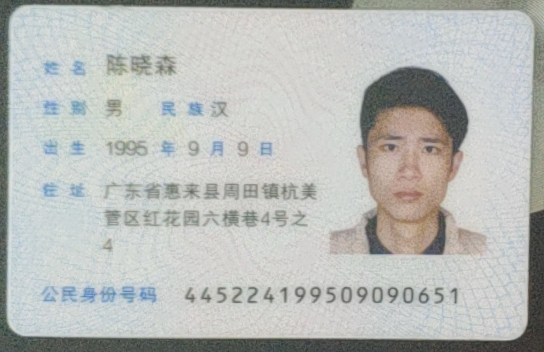 姓名 陈晓森
性别 男 民族 汉
出生 1995 年 9 月 9 日
住址 广东省惠来县周田镇杭美
管区红花园六横巷4号之
4
公民身份号码 445224199509090651